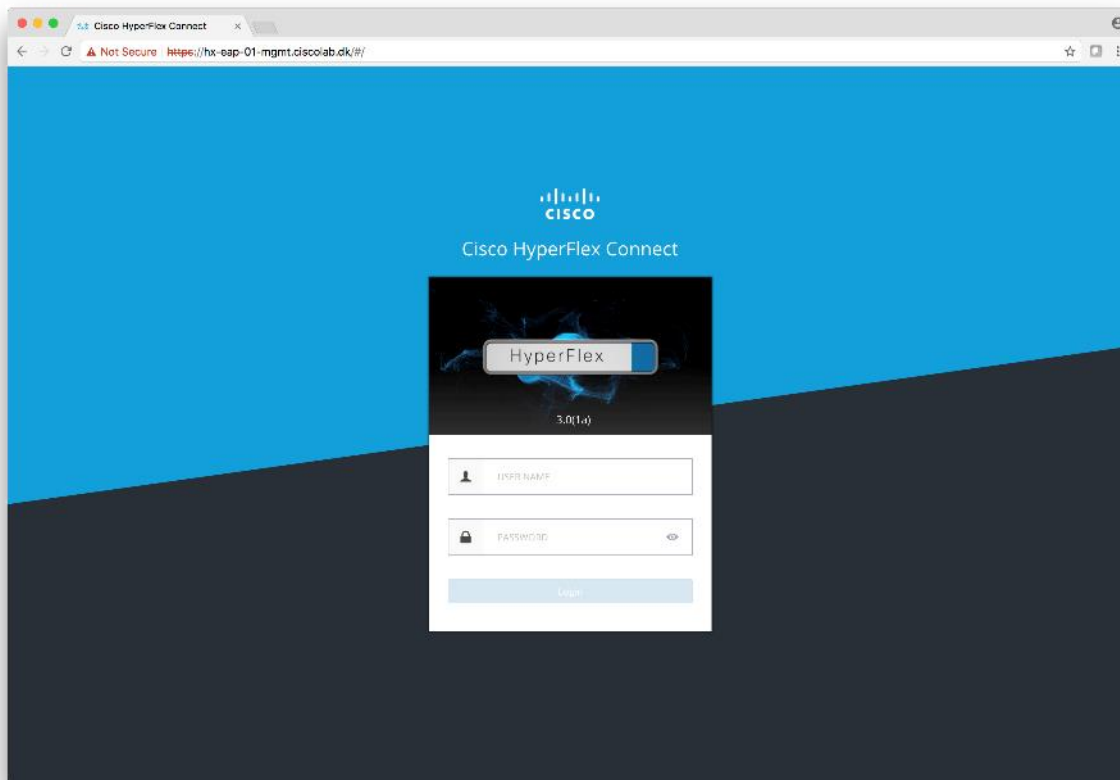 Cisco HyperFlex Connect
Not Secure https://hx-eap-01-mgmt.ciscolab.dk/#/
CISCO
Cisco HyperFlex Connect
HyperFlex
3.0(1a)
USER NAME
PASSWORD
Login